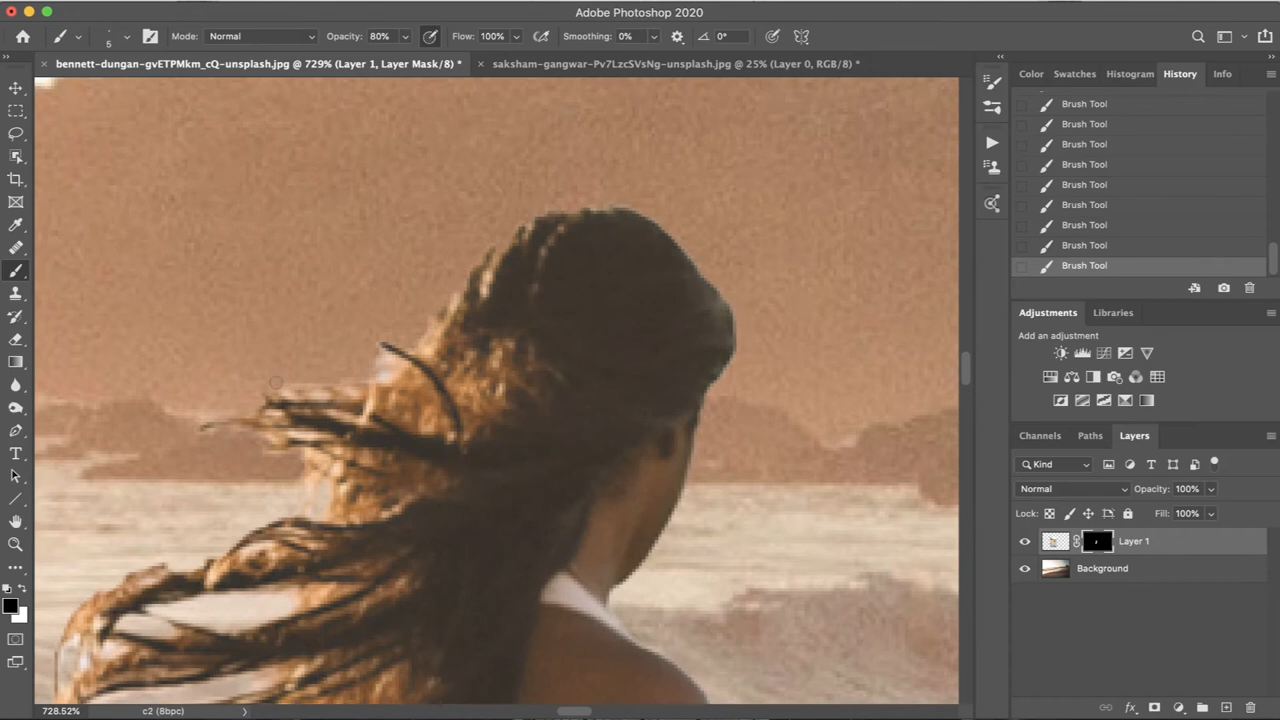 Adobe Photoshop 2020
5 Mode: Normal Opacity: 80% Flow: 100% Smoothing: 0% 0°
bennett-dungan-gvETPMkm_cQ-unsplash.jpg @ 729% (Layer 1, Layer Mask/8) * saksham-gangwar-Pv7LzcSVsNg-unsplash.jpg @ 25% (Layer 0, RGB/8) *
Color Swatches Histogram History Info
Brush Tool
Brush Tool
Brush Tool
Brush Tool
Brush Tool
Brush Tool
Brush Tool
Brush Tool
Brush Tool
Adjustments Libraries
Add an adjustment
Channels Paths Layers
Kind
Normal Opacity: 100%
Lock: Fill: 100%
Layer 1
Background
728.52% c2 (8bpc)